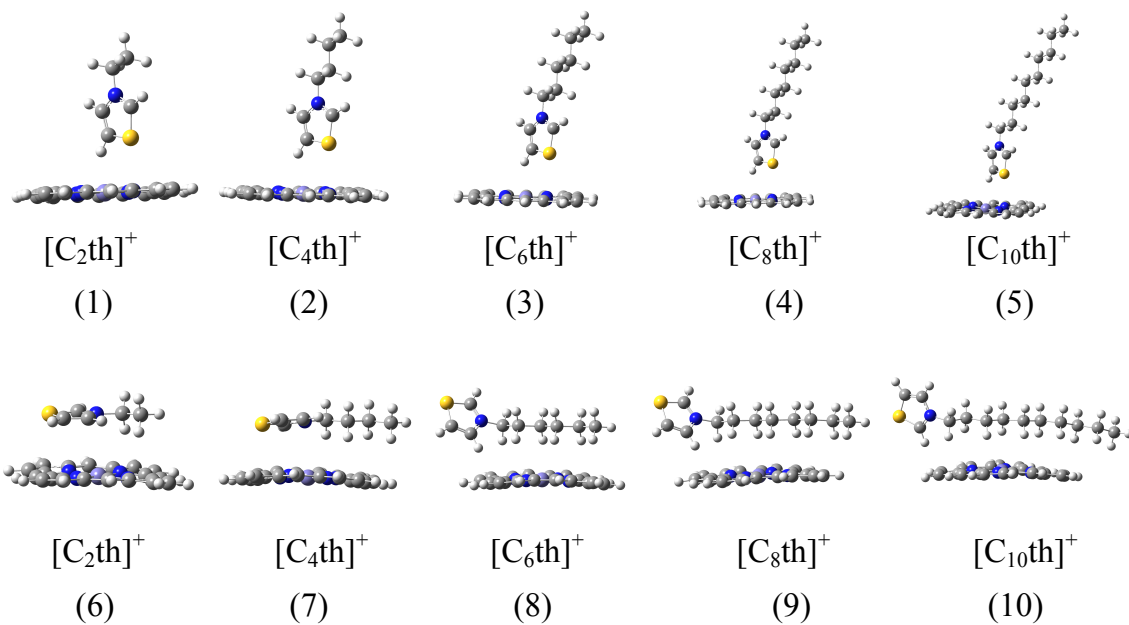 [C₂th]⁺ [C₄th]⁺ [C₆th]⁺ [C₈th]⁺ [C₁₀th]⁺
(1) (2) (3) (4) (5)
[C₂th]⁺ [C₄th]⁺ [C₆th]⁺ [C₈th]⁺ [C₁₀th]⁺
(6) (7) (8) (9) (10)